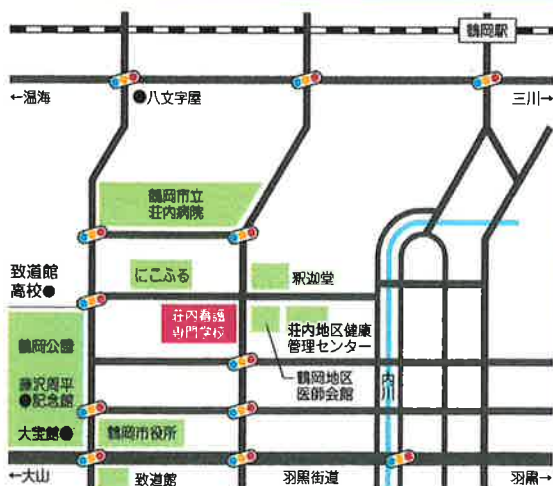 鶴岡駅
←温海
●八文字屋
三川→
鶴岡市立
荘内病院
致道館
高校●
にこふる
釈迦堂
荘内看護
専門学校
荘内地区健康
管理センター
鶴岡公園
鶴岡地区
医師会館
内川
藤沢周平
●記念館
大宝館●
鶴岡市役所
←大山
致道館
羽黒街道
羽黒→